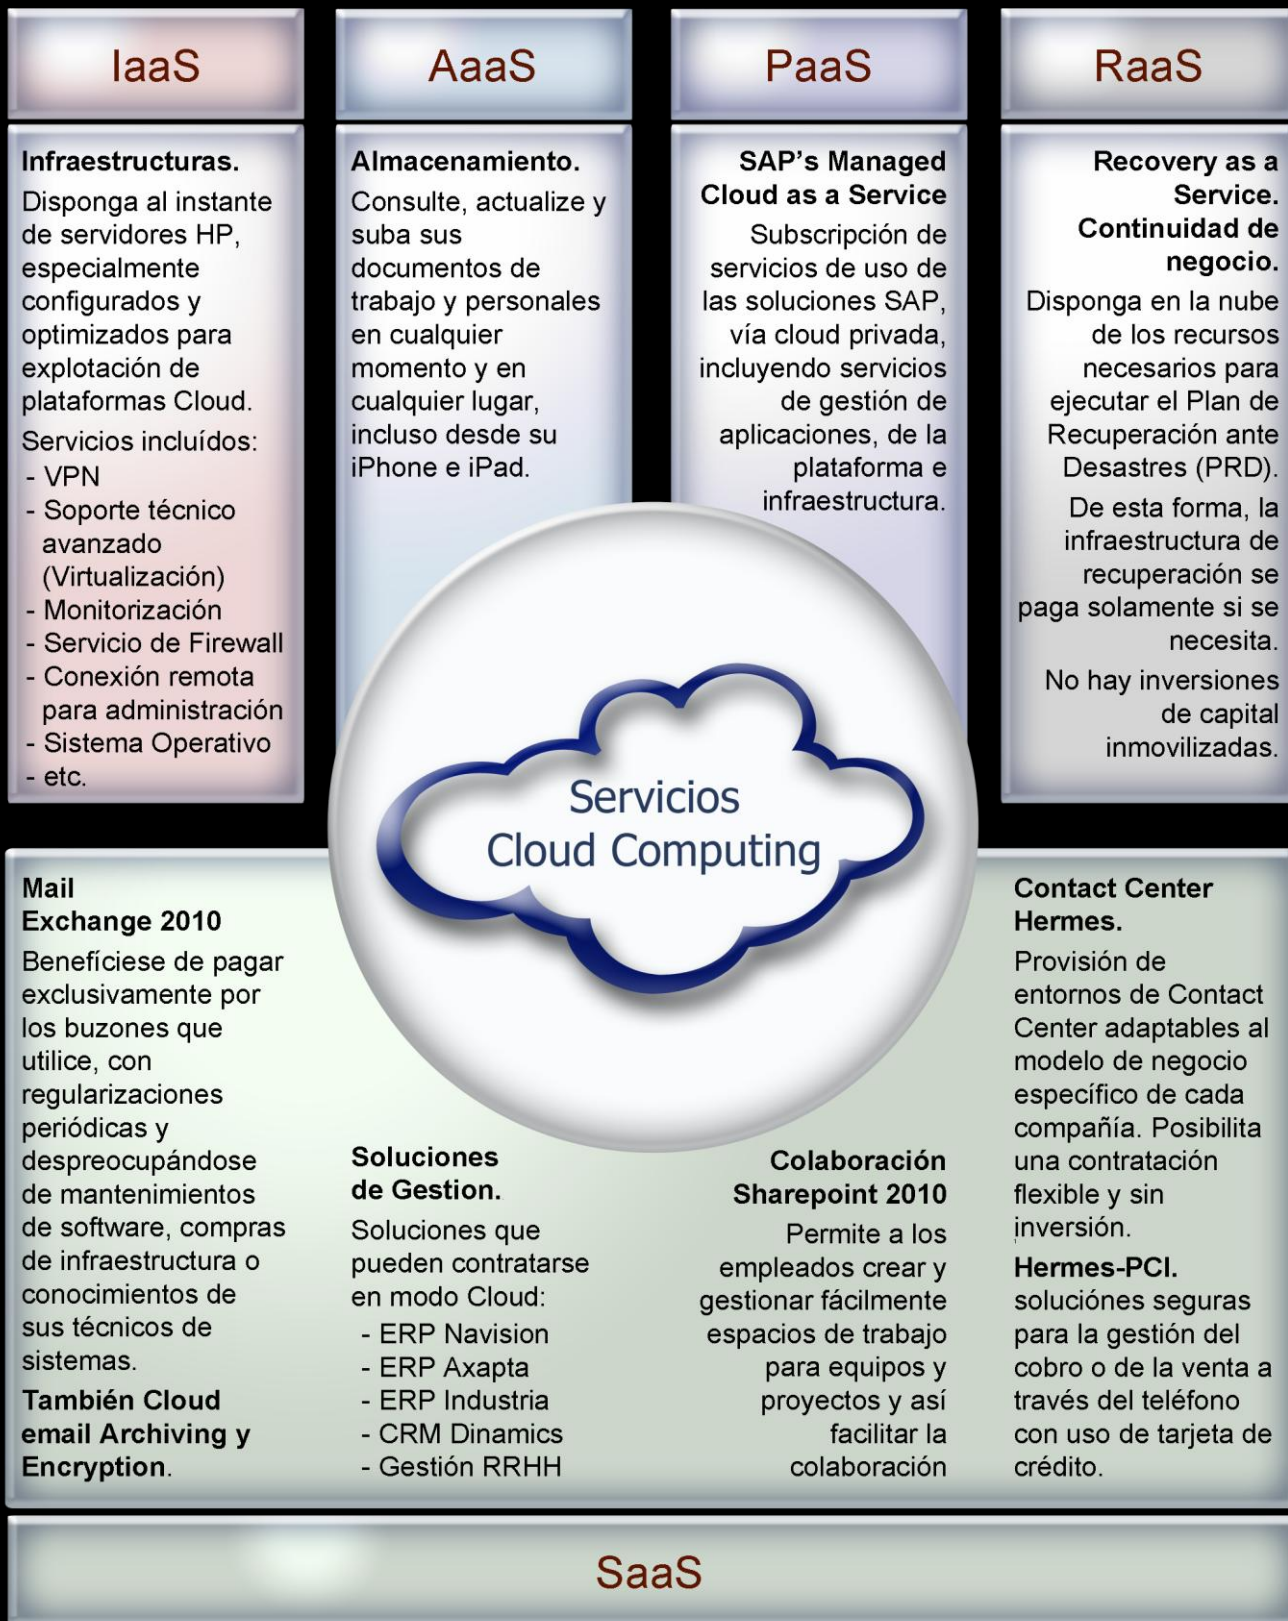 IaaS
Infraestructuras.
Disponga al instante
de servidores HP,
especialmente
configurados y
optimizados para
explotación de
plataformas Cloud.
Servicios incluídos:
- VPN
- Soporte técnico
avanzado
(Virtualización)
- Monitorización
- Servicio de Firewall
- Conexión remota
para administración
- Sistema Operativo
- etc.
AaaS
Almacenamiento.
Consulte, actualize y
suba sus
documentos de
trabajo y personales
en cualquier
momento y en
cualquier lugar,
incluso desde su
iPhone e iPad.
PaaS
SAP's Managed
Cloud as a Service
Subscripción de
servicios de uso de
las soluciones SAP,
vía cloud privada,
incluyendo servicios
de gestión de
aplicaciones, de la
plataforma e
infraestructura.
RaaS
Recovery as a
Service.
Continuidad de
negocio.
Disponga en la nube
de los recursos
necesarios para
ejecutar el Plan de
Recuperación ante
Desastres (PRD).
De esta forma, la
infraestructura de
recuperación se
paga solamente si se
necesita.
No hay inversiones
de capital
inmovilizadas.
Servicios
Cloud Computing
Mail
Exchange 2010
Benefíciese de pagar
exclusivamente por
los buzones que
utilice, con
regularizaciones
periódicas y
despreocupándose
de mantenimientos
de software, compras
de infraestructura o
conocimientos de
sus técnicos de
sistemas.
También Cloud
email Archiving y
Encryption.
Soluciones
de Gestion.
Soluciones que
pueden contratarse
en modo Cloud:
- ERP Navision
- ERP Axapta
- ERP Industria
- CRM Dinamics
- Gestión RRHH
Colaboración
Sharepoint 2010
Permite a los
empleados crear y
gestionar fácilmente
espacios de trabajo
para equipos y
proyectos y así
facilitar la
colaboración
Contact Center
Hermes.
Provisión de
entornos de Contact
Center adaptables al
modelo de negocio
específico de cada
compañía. Posibilita
una contratación
flexible y sin
inversión.
Hermes-PCI.
soluciónes seguras
para la gestión del
cobro o de la venta a
través del teléfono
con uso de tarjeta de
crédito.
SaaS